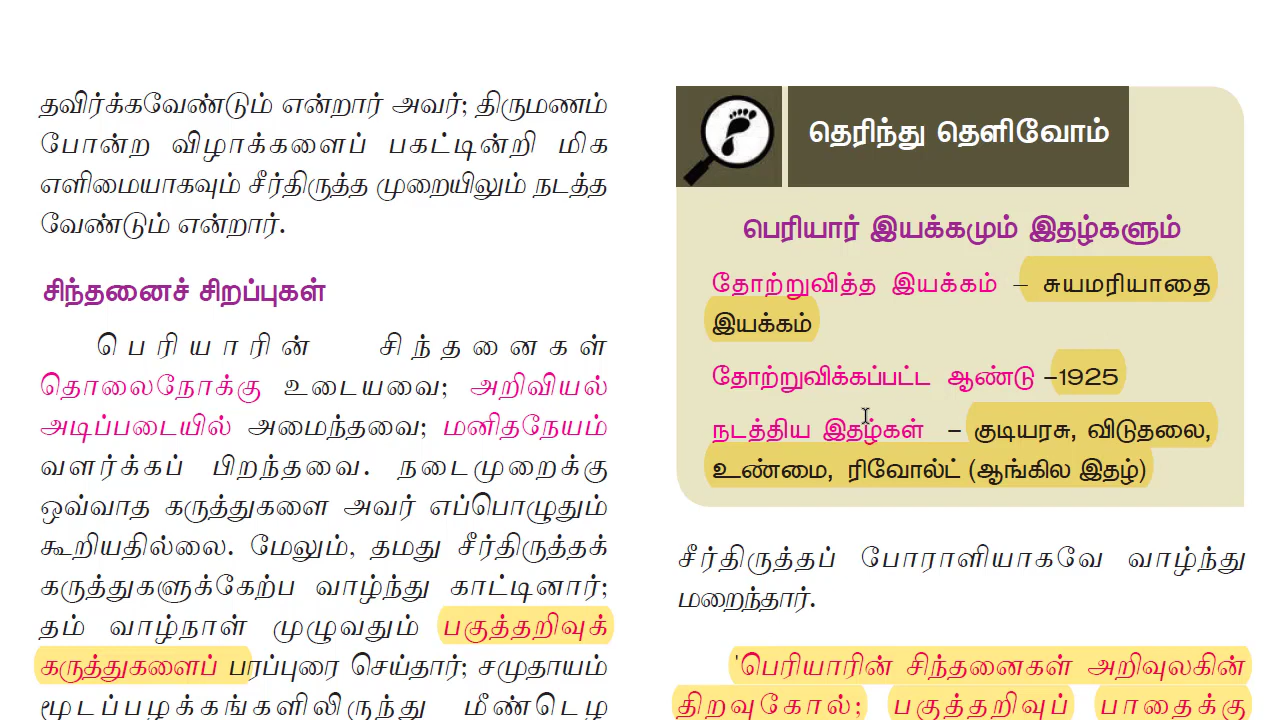 தவிர்க்கவேண்டும் என்றார் அவர்; திருமணம்
போன்ற விழாக்களைப் பகட்டின்றி மிக
எளிமையாகவும் சீர்திருத்த முறையிலும் நடத்த
வேண்டும் என்றார்.
சிந்தனைச் சிறப்புகள்
பெரியாரின் சிந்தனைகள்
தொலைநோக்கு உடையவை; அறிவியல்
அடிப்படையில் அமைந்தவை; மனிதநேயம்
வளர்க்கப் பிறந்தவை. நடைமுறைக்கு
ஒவ்வாத கருத்துகளை அவர் எப்பொழுதும்
கூறியதில்லை. மேலும், தமது சீர்திருத்தக்
கருத்துகளுக்கேற்ப வாழ்ந்து காட்டினார்;
தம் வாழ்நாள் முழுவதும் பகுத்தறிவுக்
கருத்துகளைப் பரப்புரை செய்தார்; சமுதாயம்
மூடப்பழக்கங்களிலிருந்து மீண்டெழ
தெரிந்து தெளிவோம்
பெரியார் இயக்கமும் இதழ்களும்
தோற்றுவித்த இயக்கம் – சுயமரியாதை
இயக்கம்
தோற்றுவிக்கப்பட்ட ஆண்டு –1925
நடத்திய இதழ்கள் – குடியரசு, விடுதலை,
உண்மை, ரிவோல்ட் (ஆங்கில இதழ்)
சீர்திருத்தப் போராளியாகவே வாழ்ந்து
மறைந்தார்.
'பெரியாரின் சிந்தனைகள் அறிவுலகின்
திறவுகோல்; பகுத்தறிவுப் பாதைக்கு